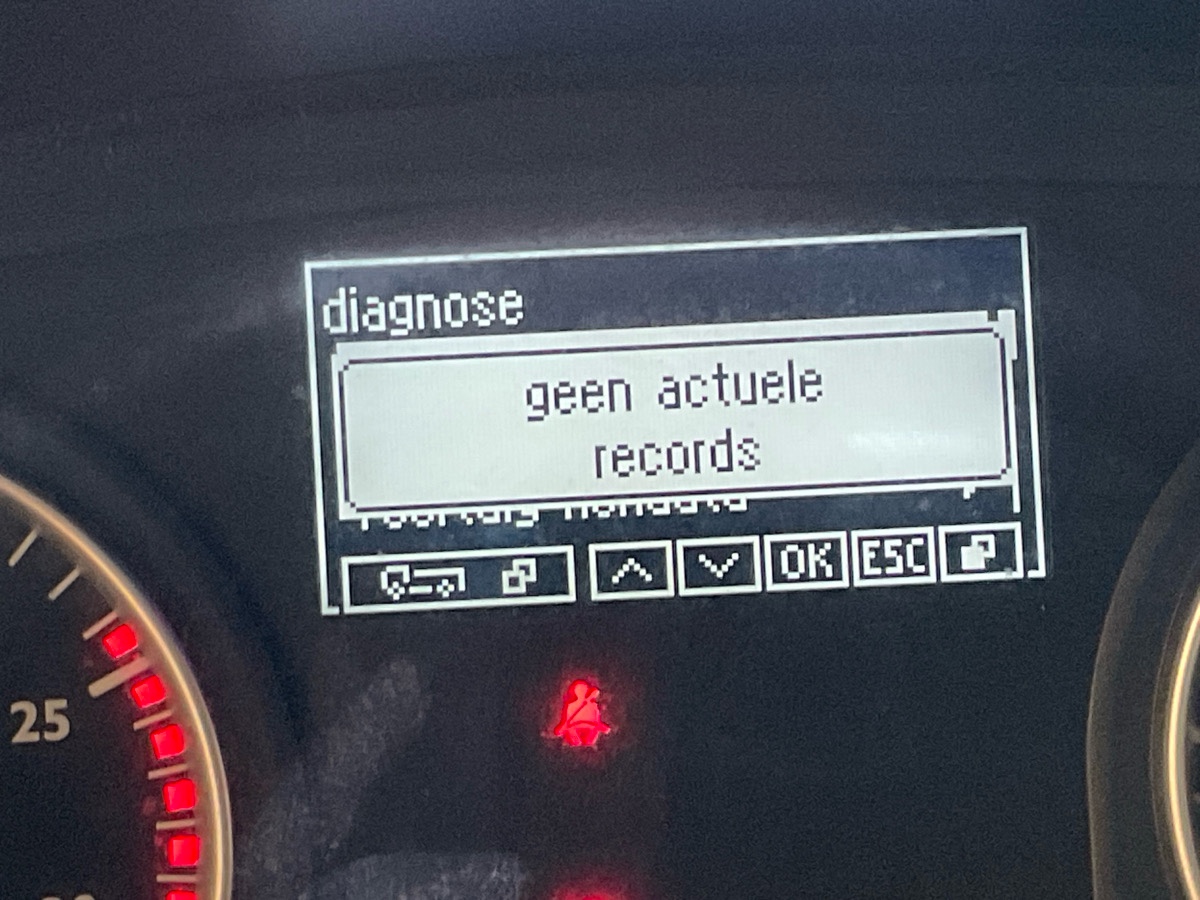 diagnose
geen actuele
records
OK ESC
25